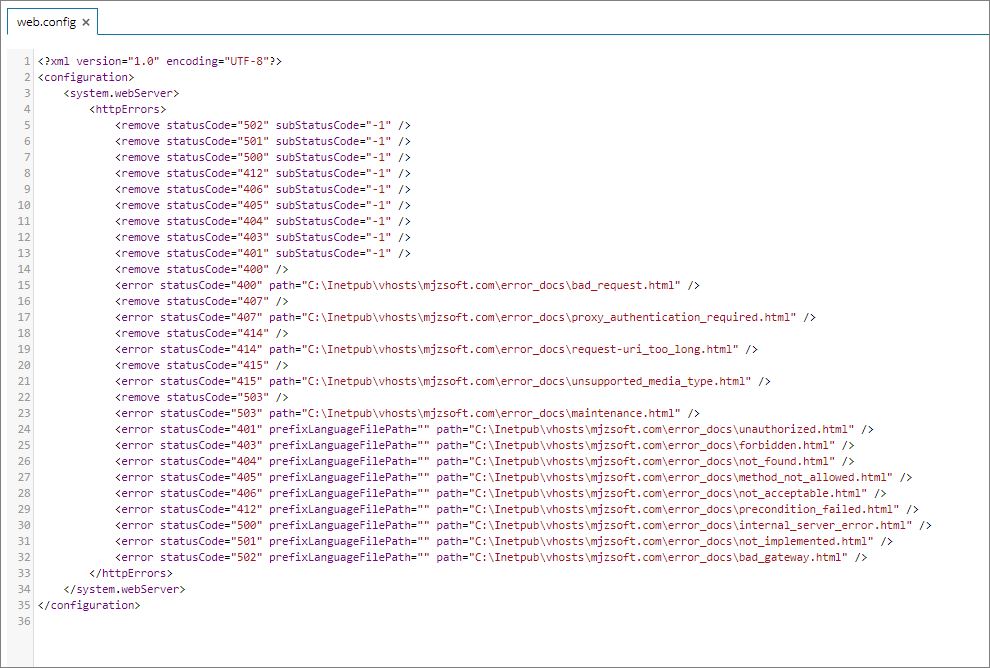 web.config ×
1 <?xml version="1.0" encoding="UTF-8"?>
2 <configuration>
3 <system.webServer>
4 <httpErrors>
5 <remove statusCode="502" subStatusCode="-1" />
6 <remove statusCode="501" subStatusCode="-1" />
7 <remove statusCode="500" subStatusCode="-1" />
8 <remove statusCode="412" subStatusCode="-1" />
9 <remove statusCode="406" subStatusCode="-1" />
10 <remove statusCode="405" subStatusCode="-1" />
11 <remove statusCode="404" subStatusCode="-1" />
12 <remove statusCode="403" subStatusCode="-1" />
13 <remove statusCode="401" subStatusCode="-1" />
14 <remove statusCode="400" />
15 <error statusCode="400" path="C:\Inetpub\vhosts\mjzsoft.com\error_docs\bad_request.html" />
16 <remove statusCode="407" />
17 <error statusCode="407" path="C:\Inetpub\vhosts\mjzsoft.com\error_docs\proxy_authentication_required.html" />
18 <remove statusCode="414" />
19 <error statusCode="414" path="C:\Inetpub\vhosts\mjzsoft.com\error_docs\request-uri_too_long.html" />
20 <remove statusCode="415" />
21 <error statusCode="415" path="C:\Inetpub\vhosts\mjzsoft.com\error_docs\unsupported_media_type.html" />
22 <remove statusCode="503" />
23 <error statusCode="503" path="C:\Inetpub\vhosts\mjzsoft.com\error_docs\maintenance.html" />
24 <error statusCode="401" prefixLanguageFilePath="" path="C:\Inetpub\vhosts\mjzsoft.com\error_docs\unauthorized.html" />
25 <error statusCode="403" prefixLanguageFilePath="" path="C:\Inetpub\vhosts\mjzsoft.com\error_docs\forbidden.html" />
26 <error statusCode="404" prefixLanguageFilePath="" path="C:\Inetpub\vhosts\mjzsoft.com\error_docs\not_found.html" />
27 <error statusCode="405" prefixLanguageFilePath="" path="C:\Inetpub\vhosts\mjzsoft.com\error_docs\method_not_allowed.html" />
28 <error statusCode="406" prefixLanguageFilePath="" path="C:\Inetpub\vhosts\mjzsoft.com\error_docs\not_acceptable.html" />
29 <error statusCode="412" prefixLanguageFilePath="" path="C:\Inetpub\vhosts\mjzsoft.com\error_docs\precondition_failed.html" />
30 <error statusCode="500" prefixLanguageFilePath="" path="C:\Inetpub\vhosts\mjzsoft.com\error_docs\internal_server_error.html" />
31 <error statusCode="501" prefixLanguageFilePath="" path="C:\Inetpub\vhosts\mjzsoft.com\error_docs\not_implemented.html" />
32 <error statusCode="502" prefixLanguageFilePath="" path="C:\Inetpub\vhosts\mjzsoft.com\error_docs\bad_gateway.html" />
33 </httpErrors>
34 </system.webServer>
35 </configuration>
36